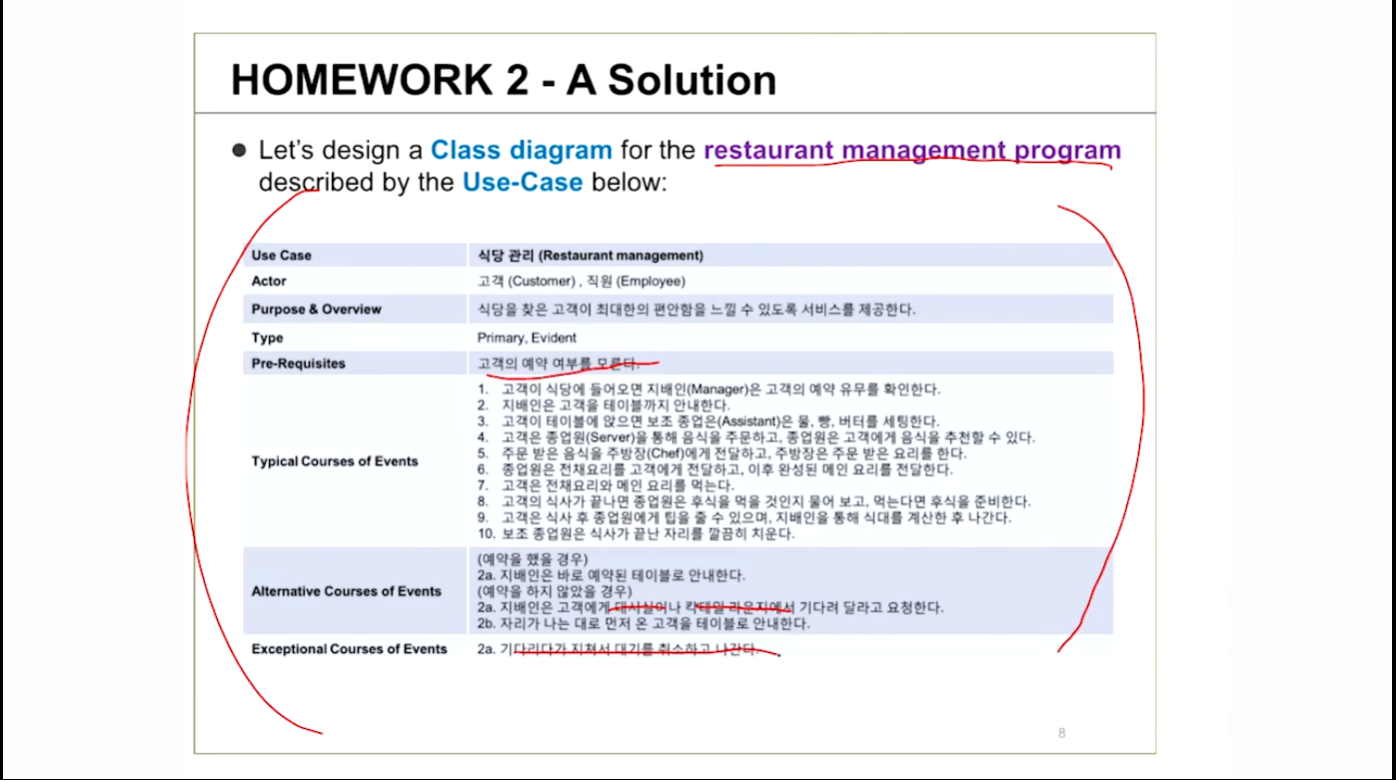 HOMEWORK 2 - A Solution
● Let's design a Class diagram for the restaurant management program
described by the Use-Case below:
Use Case 식당 관리 (Restaurant management)
Actor 고객 (Customer) , 직원 (Employee)
Purpose & Overview 식당을 찾은 고객이 최대한의 편안함을 느낄 수 있도록 서비스를 제공한다.
Type Primary, Evident
Pre-Requisites 고객의 예약 여부를 모른다.
Typical Courses of Events
1. 고객이 식당에 들어오면 지배인(Manager)은 고객의 예약 유무를 확인한다.
2. 지배인은 고객을 테이블까지 안내한다.
3. 고객이 테이블에 앉으면 보조 종업은(Assistant)은 물, 빵, 버터를 세팅한다.
4. 고객은 종업원(Server)을 통해 음식을 주문하고, 종업원은 고객에게 음식을 추천할 수 있다.
5. 주문 받은 음식을 주방장(Chef)에게 전달하고, 주방장은 주문 받은 요리를 한다.
6. 종업원은 전채요리를 고객에게 전달하고, 이후 완성된 메인 요리를 전달한다.
7. 고객은 전채요리와 메인 요리를 먹는다.
8. 고객의 식사가 끝나면 종업원은 후식을 먹을 것인지 물어 보고, 먹는다면 후식을 준비한다.
9. 고객은 식사 후 종업원에게 팁을 줄 수 있으며, 지배인을 통해 식대를 계산한 후 나간다.
10. 보조 종업원은 식사가 끝난 자리를 깔끔히 치운다.
Alternative Courses of Events
(예약을 했을 경우)
2a. 지배인은 바로 예약된 테이블로 안내한다.
(예약을 하지 않았을 경우)
2a. 지배인은 고객에게 대시실이나 칵테일 라운지에서 기다려 달라고 요청한다.
2b. 자리가 나는 대로 먼저 온 고객을 테이블로 안내한다.
Exceptional Courses of Events 2a. 기다리다가 지쳐서 대기를 취소하고 나간다.
8